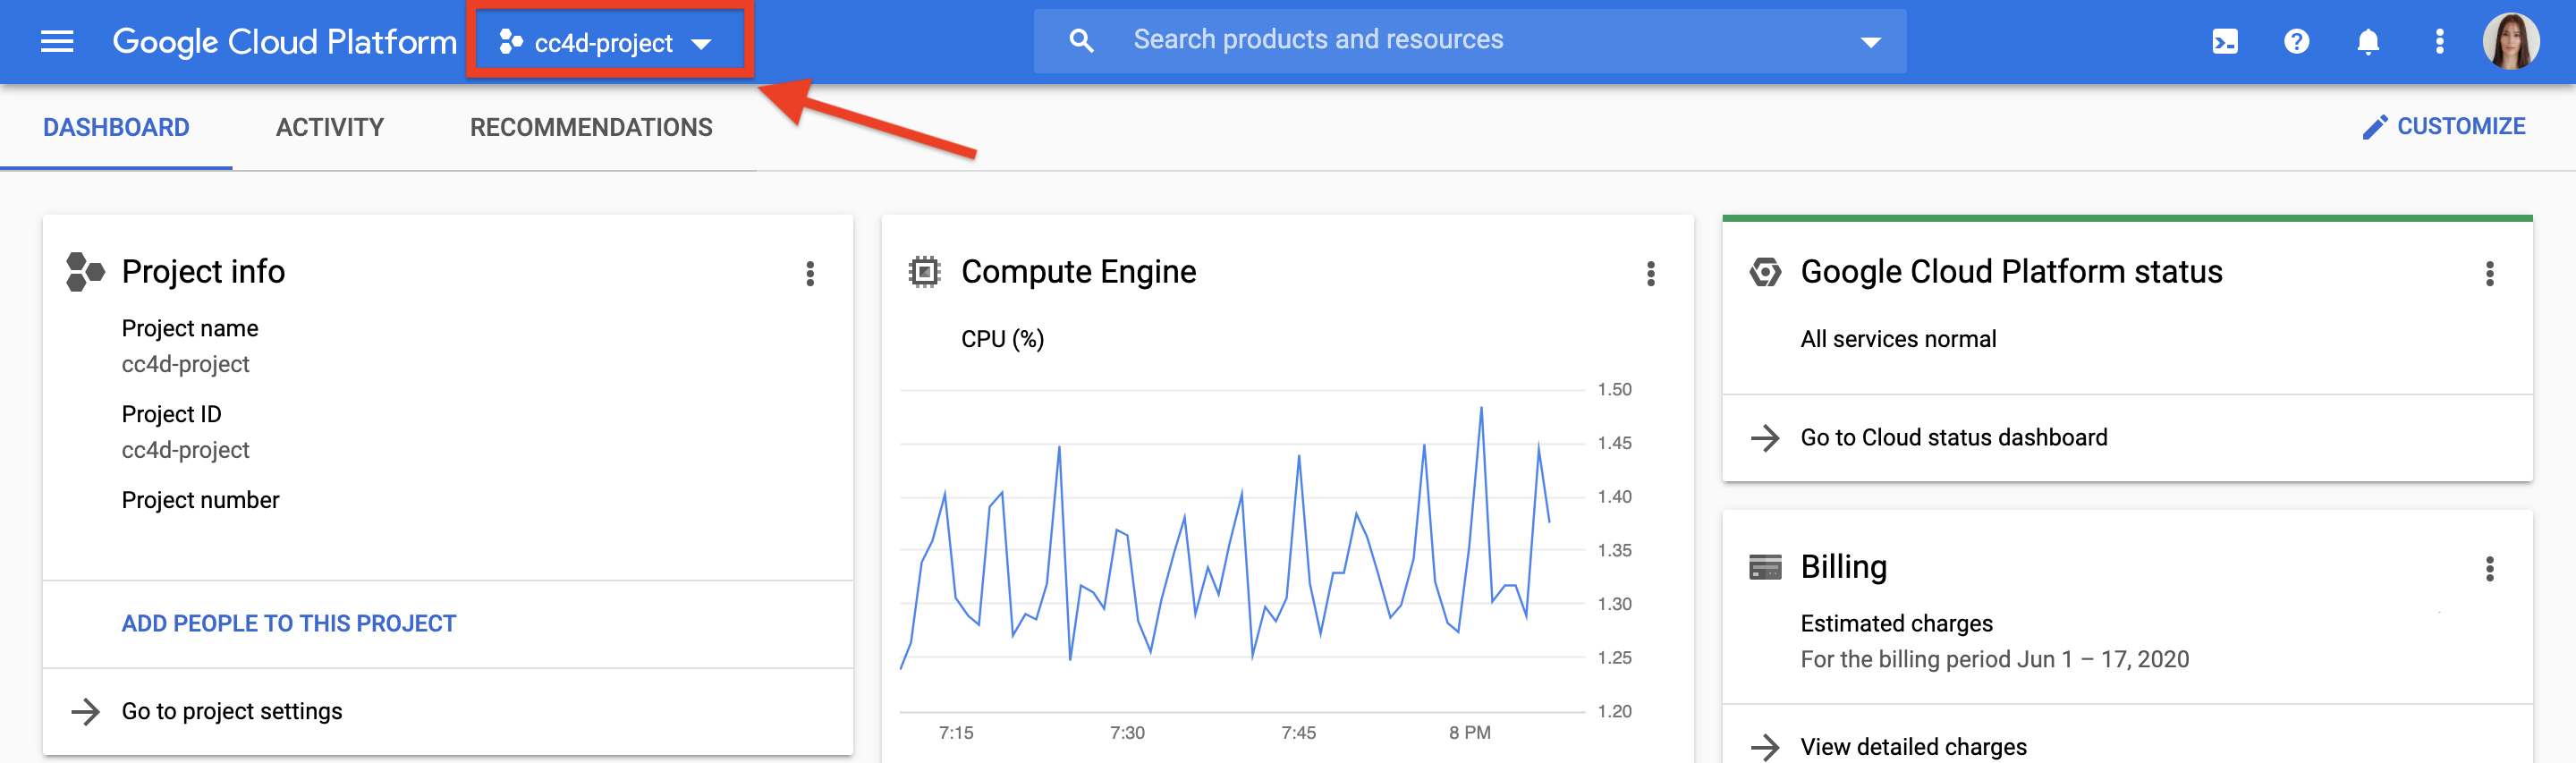 Google Cloud Platform
cc4d-project
Search products and resources
DASHBOARD
ACTIVITY
RECOMMENDATIONS
CUSTOMIZE
Project info
Project name
cc4d-project
Project ID
cc4d-project
Project number
ADD PEOPLE TO THIS PROJECT
Go to project settings
Compute Engine
CPU (%)
1.50
1.45
1.40
1.35
1.30
1.25
1.20
7:15
7:30
7:45
8 PM
Google Cloud Platform status
All services normal
Go to Cloud status dashboard
Billing
Estimated charges
For the billing period Jun 1 – 17, 2020
View detailed charges